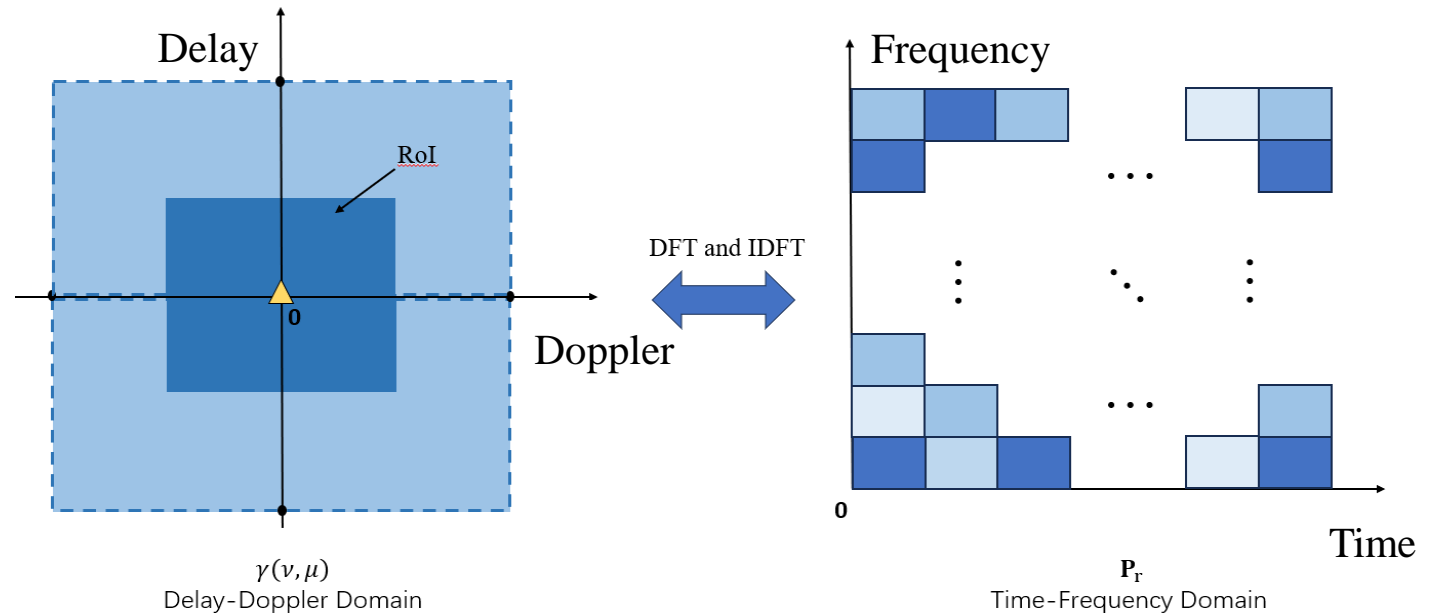 Delay
RoI
0
Doppler
γ(ν, μ)
Delay-Doppler Domain
DFT and IDFT
Frequency
0
Time
P_r
Time-Frequency Domain